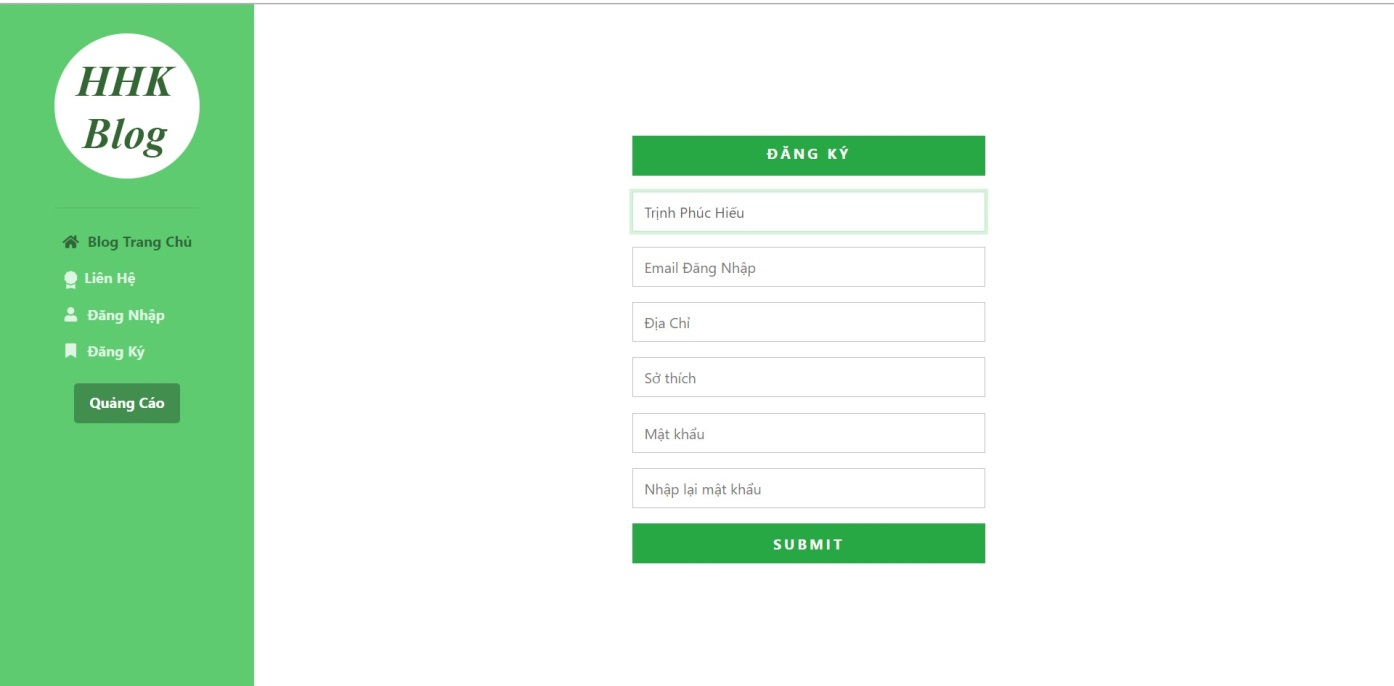 HHK
Blog
Blog Trang Chủ
Liên Hệ
Đăng Nhập
Đăng Ký
Quảng Cáo
ĐĂNG KÝ
Trịnh Phúc Hiếu
Email Đăng Nhập
Địa Chỉ
Sở thích
Mật khẩu
Nhập lại mật khẩu
SUBMIT